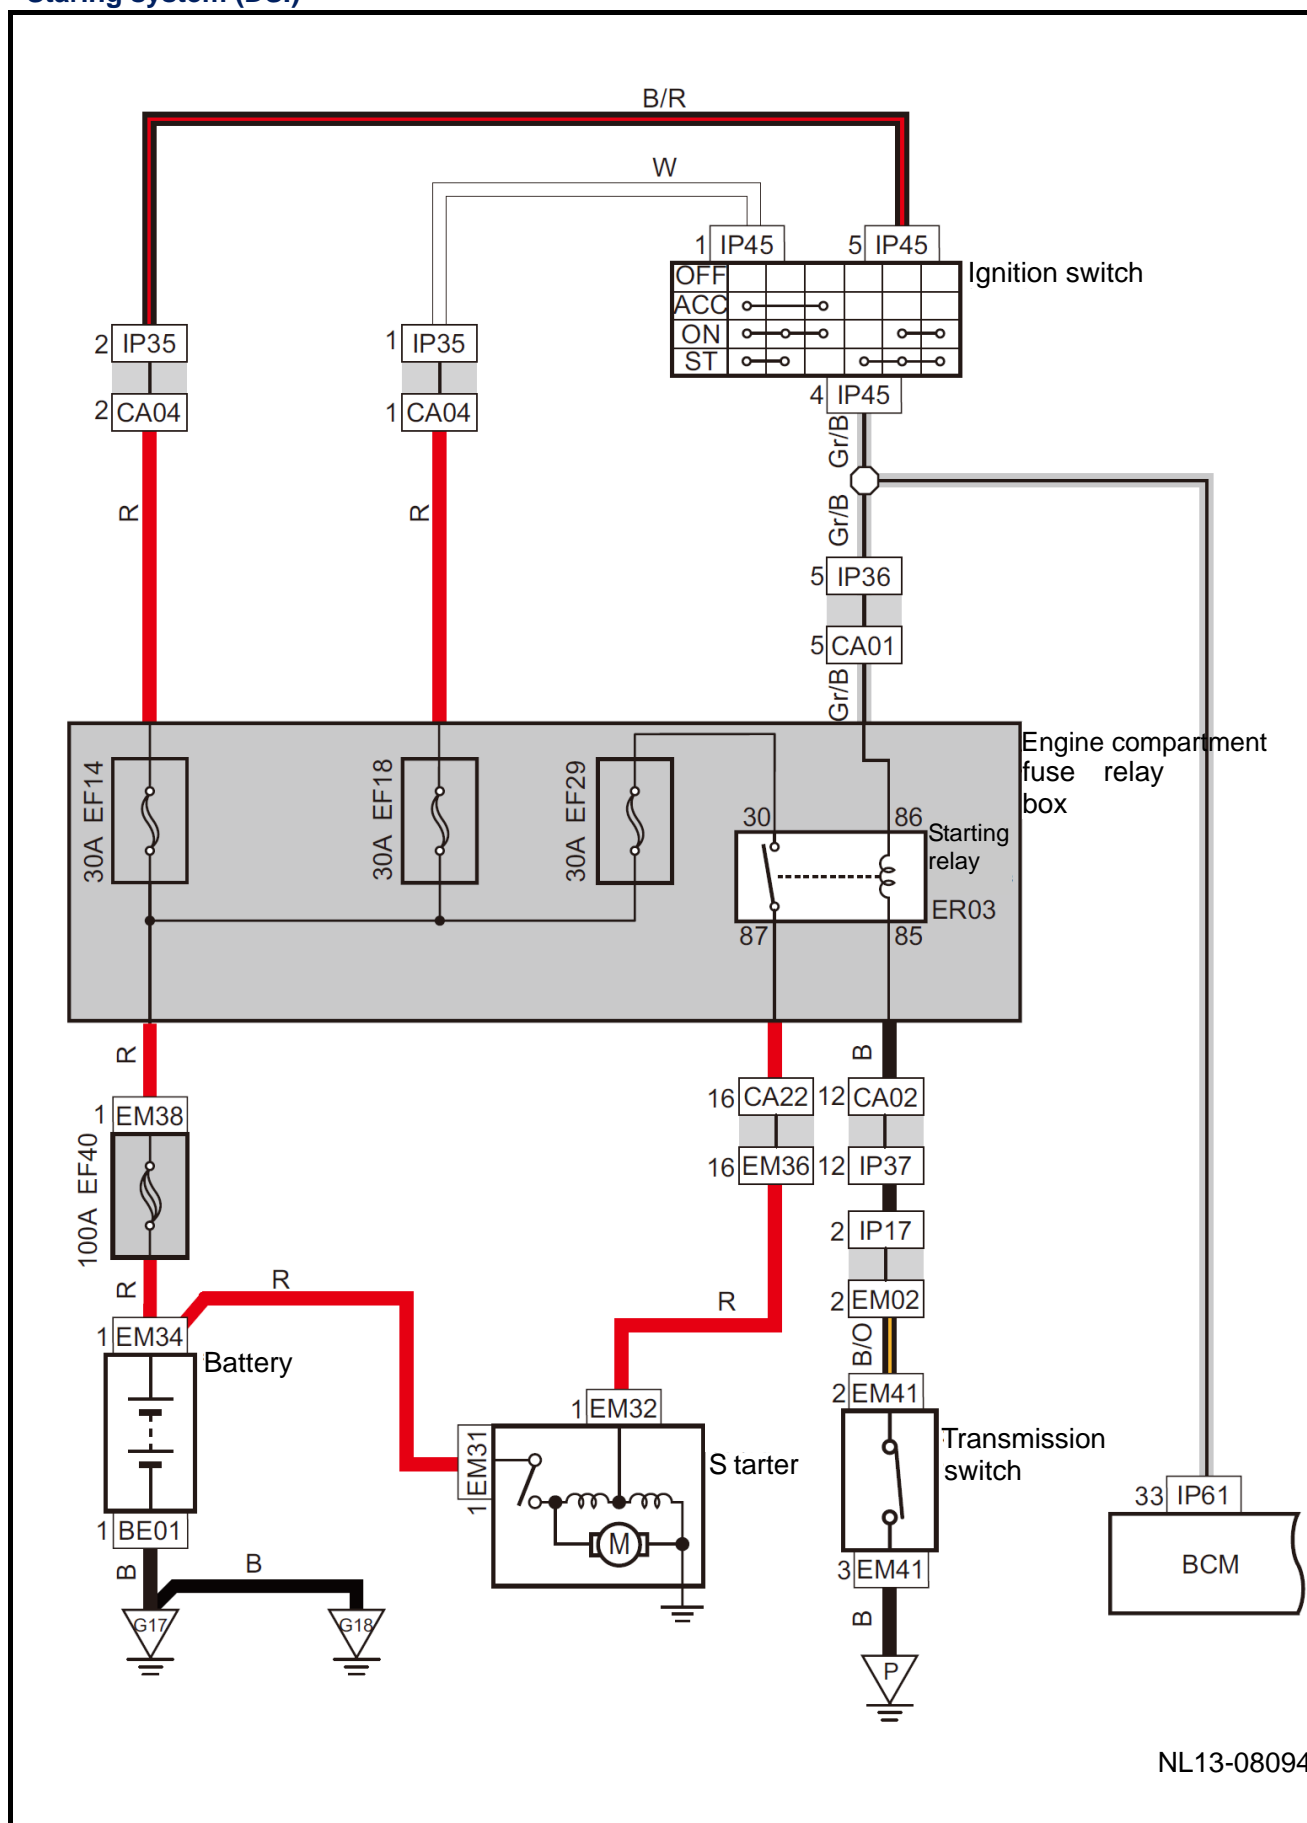 B/R
W
1 IP45
5 IP45
Ignition switch
OFF
ACC
ON
ST
2 IP35
1 IP35
4 IP45
2 CA04
1 CA04
Gr/B
R
R
Gr/B
5 IP36
5 CA01
Gr/B
Engine compartment
fuse relay
box
30A EF14
30A EF18
30A EF29
30
86
Starting
relay
ER03
87
85
R
B
1 EM38
16 CA22
12 CA02
100A EF40
16 EM36
12 IP37
2 IP17
R
R
R
2 EM02
1 EM34
Battery
B/O
1 EM32
2 EM41
1 EM31
S tarter
Transmission
switch
M
33 IP61
1 BE01
BCM
3 EM41
B
B
B
G17
G18
P
NL13-08094